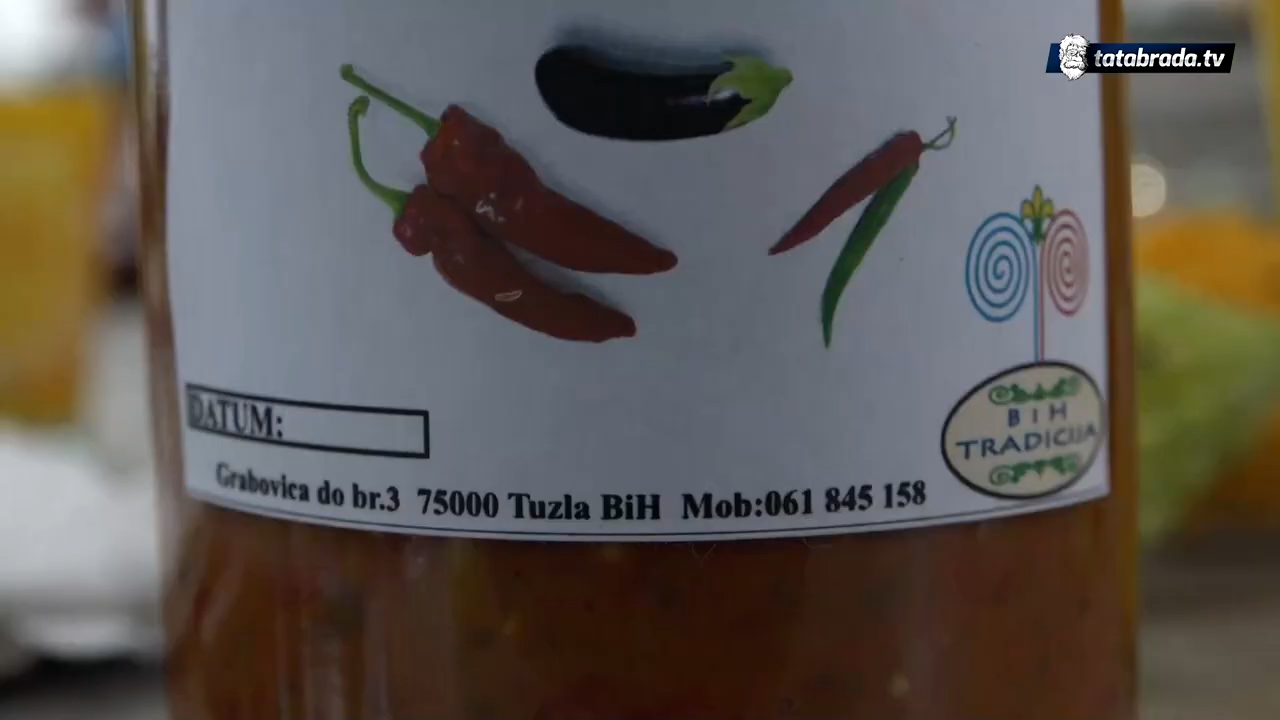 tatabrada.tv
DATUM:
BiH
TRADICIJA
Grabovica do br.3 75000 Tuzla BiH Mob:061 845 158